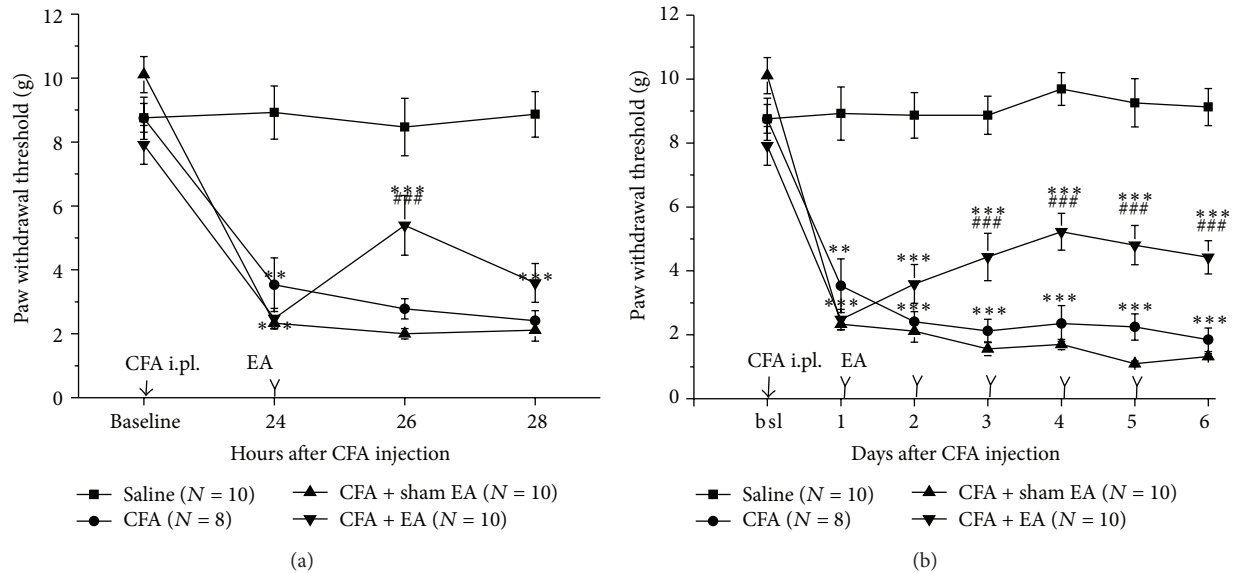 12
10
8
6
4
2
0
Paw withdrawal threshold (g)
***
###
**
***
***
CFA i.pl.
EA
Baseline
24
26
28
Hours after CFA injection
Saline (N = 10)
CFA (N = 8)
CFA + sham EA (N = 10)
CFA + EA (N = 10)
(a)
12
10
8
6
4
2
0
Paw withdrawal threshold (g)
***
###
***
###
***
###
***
###
**
***
***
***
***
***
***
***
CFA i.pl.
EA
bsl
1
2
3
4
5
6
Days after CFA injection
Saline (N = 10)
CFA (N = 8)
CFA + sham EA (N = 10)
CFA + EA (N = 10)
(b)